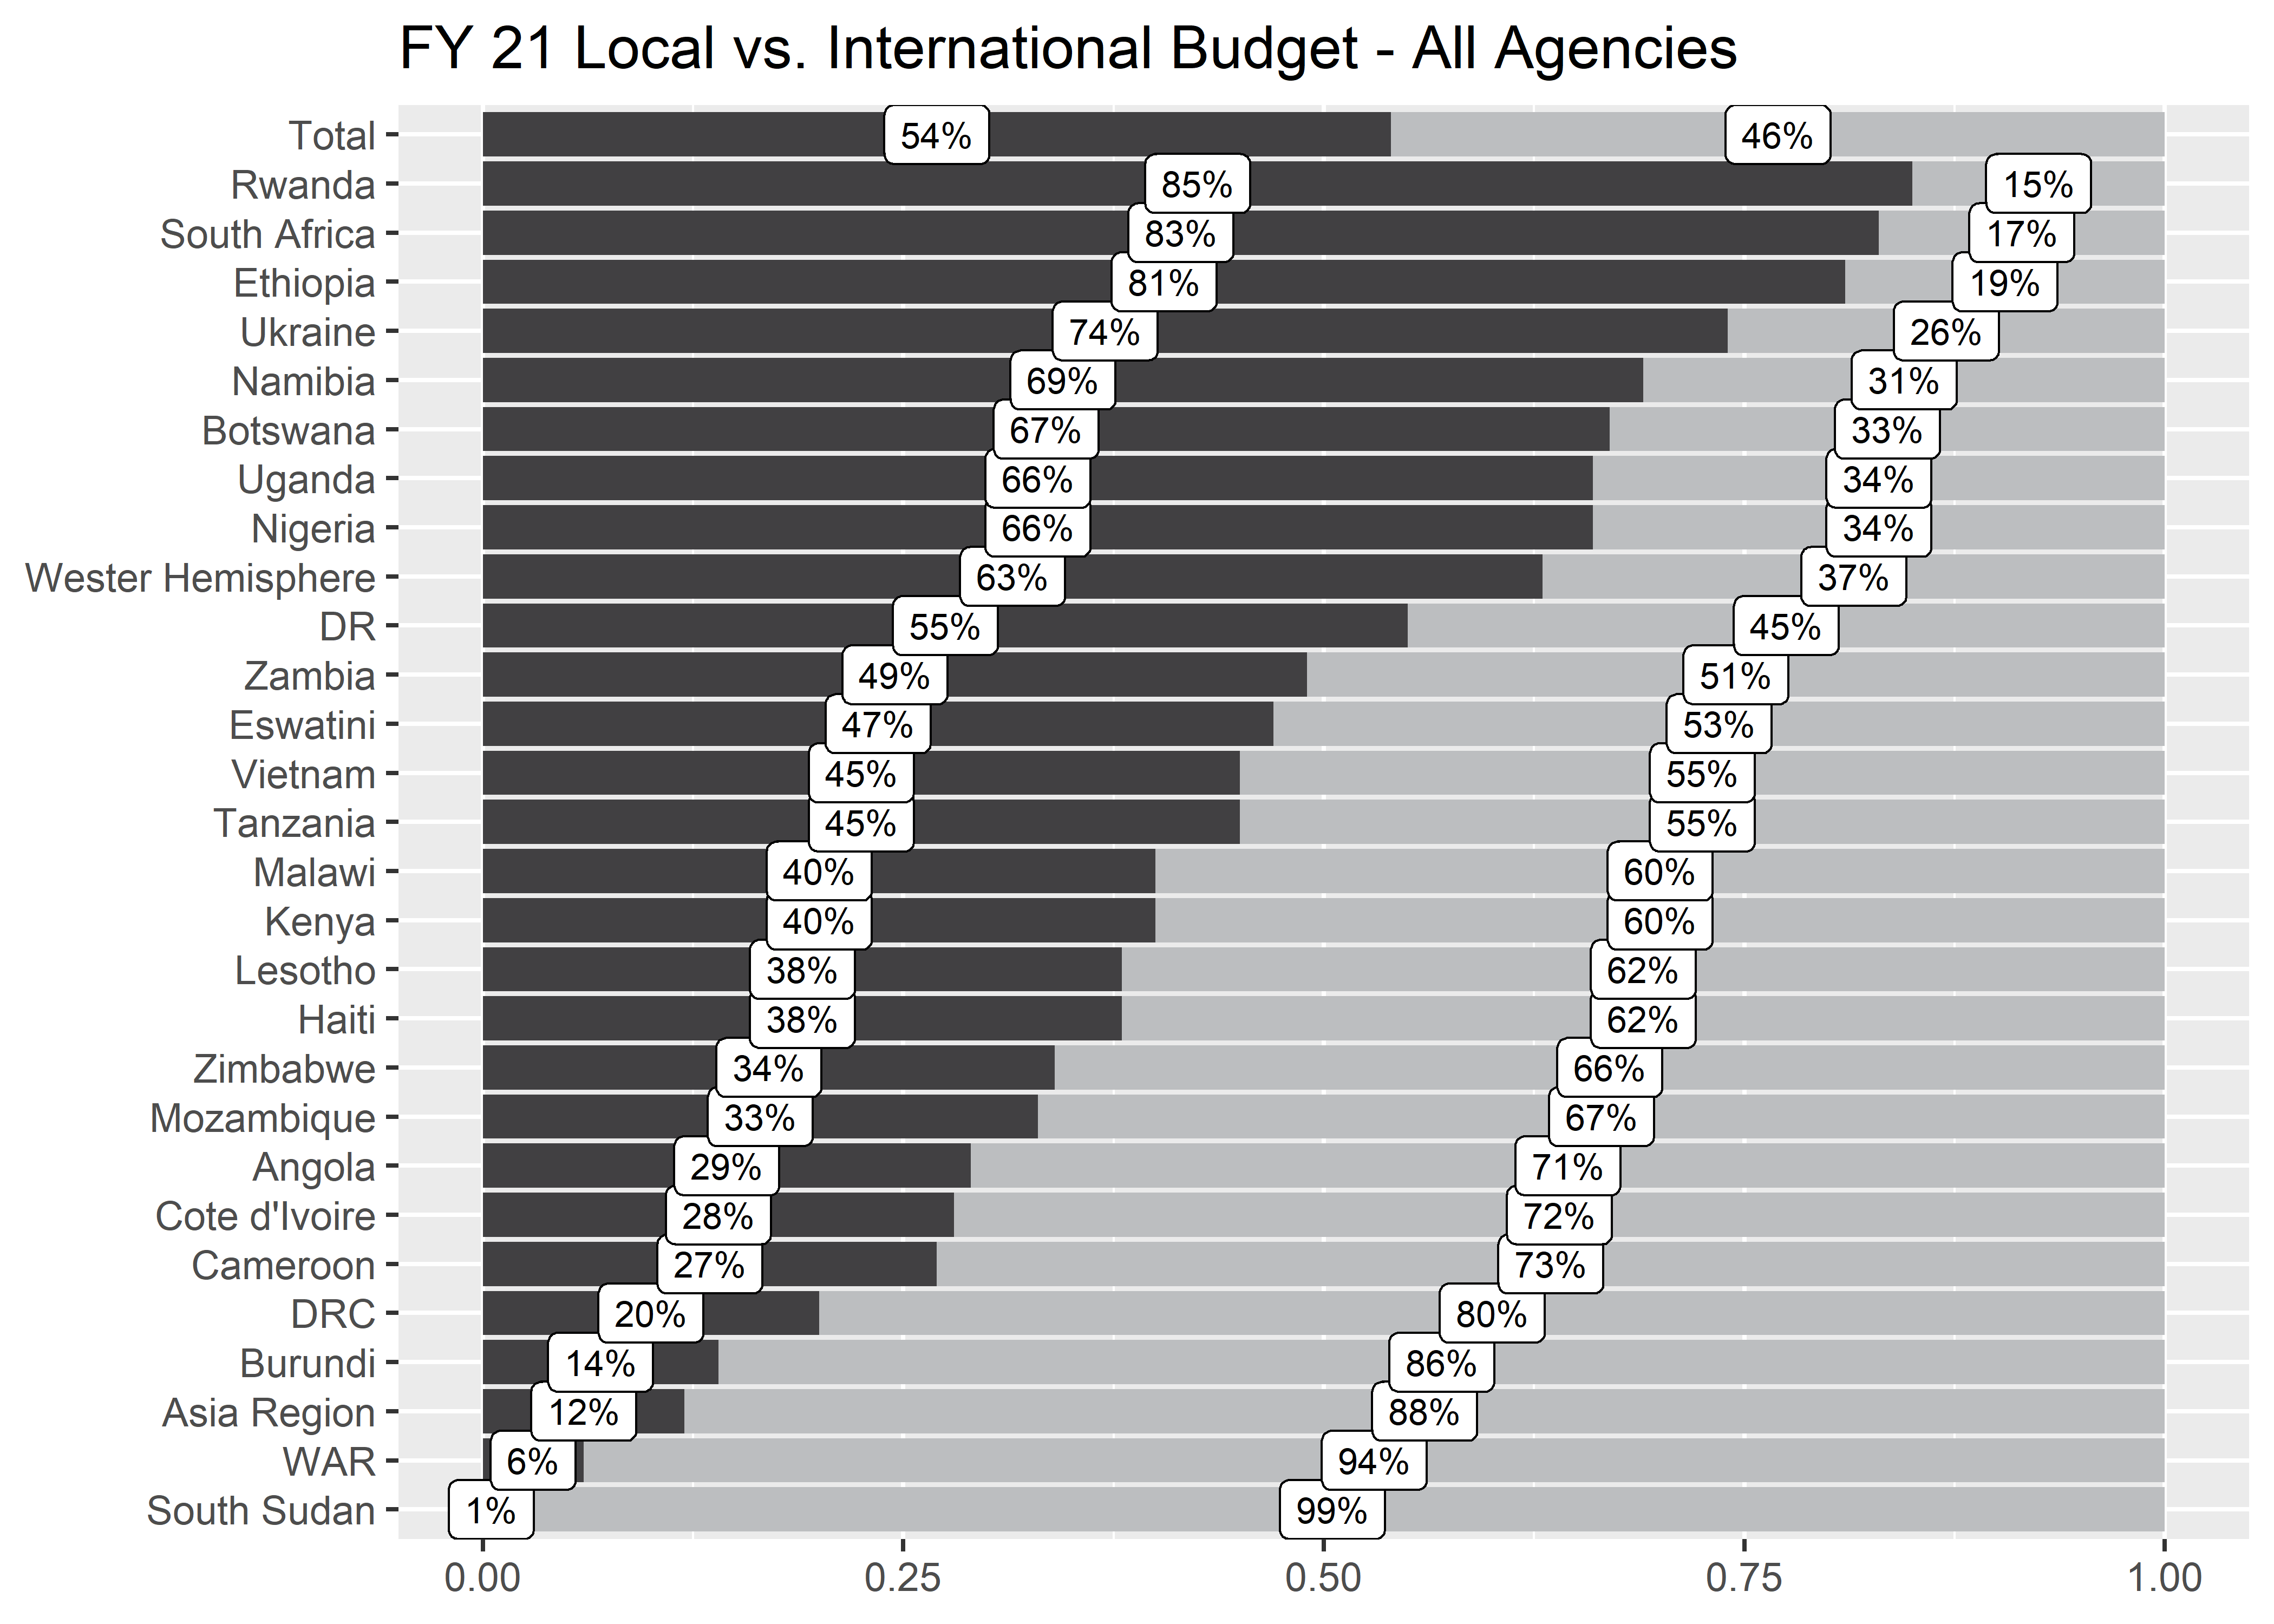 FY 21 Local vs. International Budget - All Agencies
Total 54% 46%
Rwanda 85% 15%
South Africa 83% 17%
Ethiopia 81% 19%
Ukraine 74% 26%
Namibia 69% 31%
Botswana 67% 33%
Uganda 66% 34%
Nigeria 66% 34%
Wester Hemisphere 63% 37%
DR 55% 45%
Zambia 49% 51%
Eswatini 47% 53%
Vietnam 45% 55%
Tanzania 45% 55%
Malawi 40% 60%
Kenya 40% 60%
Lesotho 38% 62%
Haiti 38% 62%
Zimbabwe 34% 66%
Mozambique 33% 67%
Angola 29% 71%
Cote d'Ivoire 28% 72%
Cameroon 27% 73%
DRC 20% 80%
Burundi 14% 86%
Asia Region 12% 88%
WAR 6% 94%
South Sudan 1% 99%
0.00 0.25 0.50 0.75 1.00